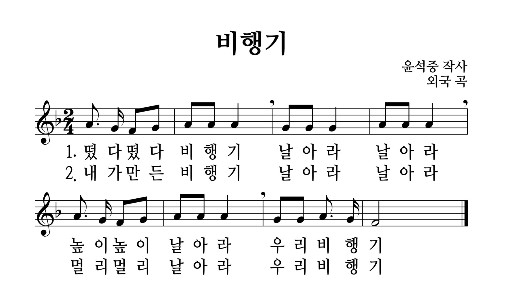 비행기
윤석중 작사
외국 곡
2
4
1. 떴 다 떴 다 비 행 기 날 아 라 날 아 라
2. 내 가 만 든 비 행 기 날 아 라 날 아 라
높 이 높 이 날 아 라 우 리 비 행 기
멀 리 멀 리 날 아 라 우 리 비 행 기